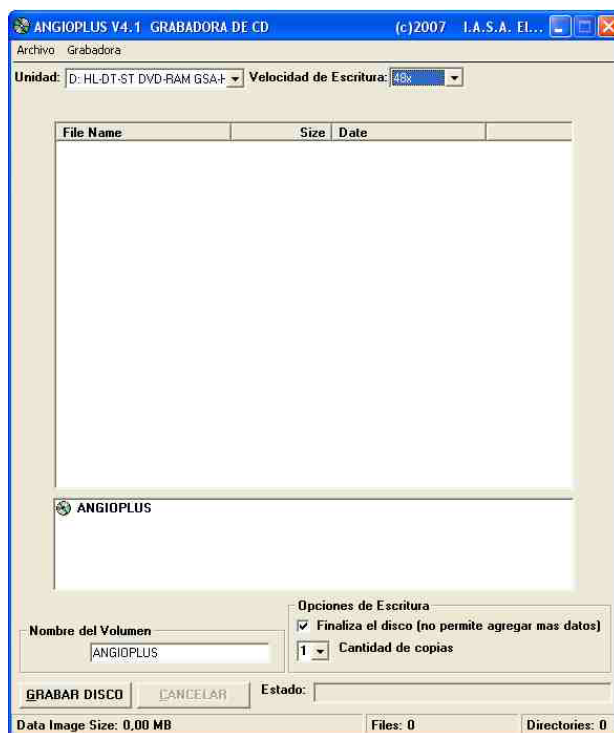 ANGIOPLUS V4.1 GRABADORA DE CD (c)2007 I.A.S.A. El...
Archivo Grabadora
Unidad: D: HL-DT-ST DVD-RAM GSA-H Velocidad de Escritura: 48x
File Name Size Date
ANGIOPLUS
Opciones de Escritura
Finaliza el disco (no permite agregar mas datos)
Nombre del Volumen
ANGIOPLUS
1 Cantidad de copias
GRABAR DISCO CANCELAR Estado:
Data Image Size: 0,00 MB Files: 0 Directories: 0